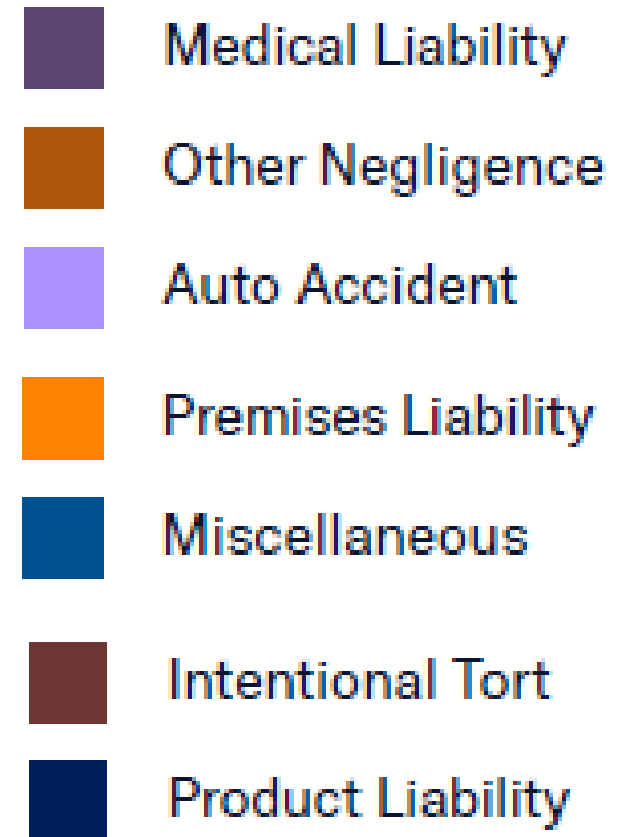 Medical Liability
Other Negligence
Auto Accident
Premises Liability
Miscellaneous
Intentional Tort
Product Liability